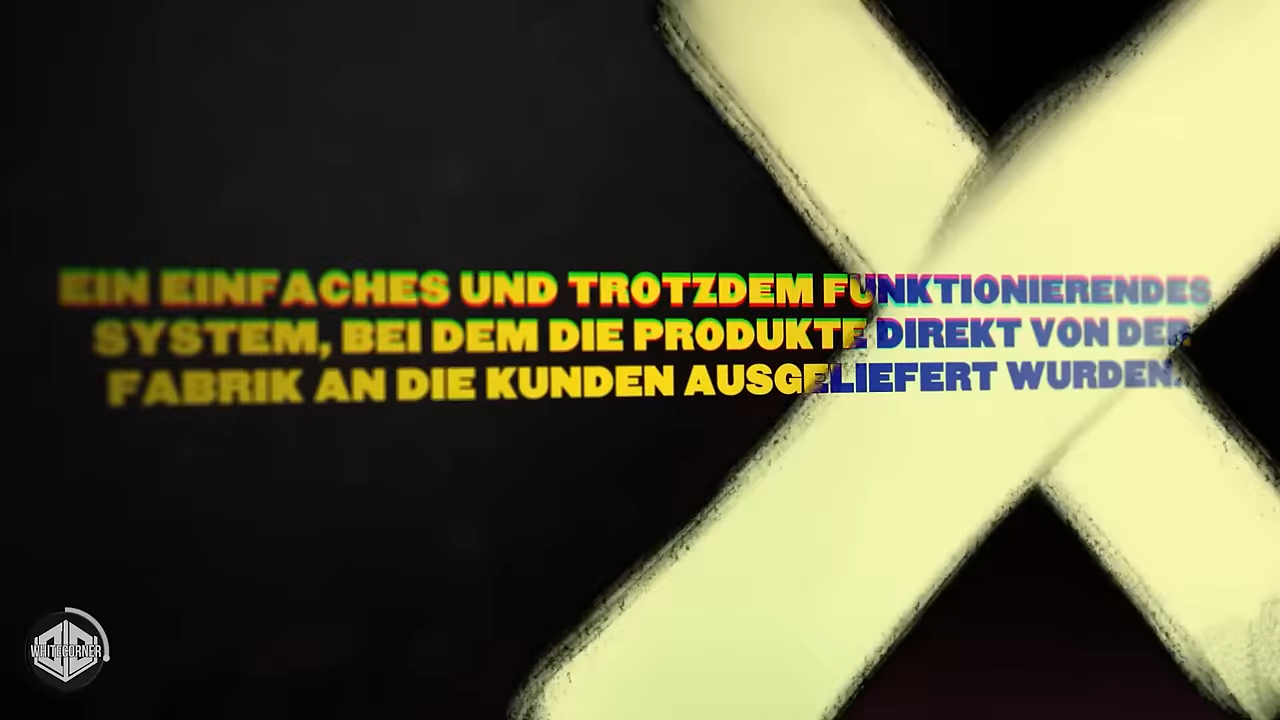 EIN EINFACHES UND TROTZDEM FUNKTIONIERENDES
SYSTEM, BEI DEM DIE PRODUKTE DIREKT VON DER
FABRIK AN DIE KUNDEN AUSGELIEFERT WURDEN.
WHITECORNER